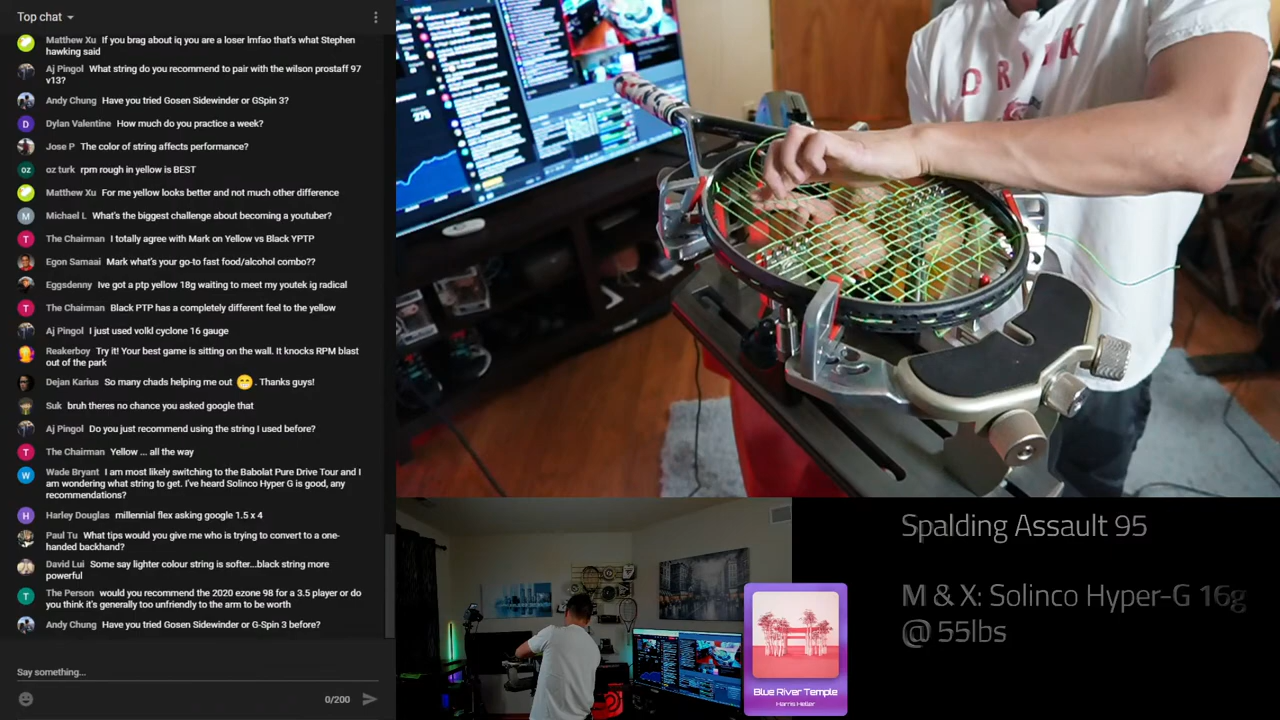 Top chat
Matthew Xu If you brag about iq you are a loser lmfao that's what Stephen
hawking said
Aj Pingol What string do you recommend to pair with the wilson prostaff 97
v13?
Andy Chung Have you tried Gosen Sidewinder or GSpin 3?
D Dylan Valentine How much do you practice a week?
Jose P The color of string affects performance?
oz oz turk rpm rough in yellow is BEST
Matthew Xu For me yellow looks better and not much other difference
M Michael L What's the biggest challenge about becoming a youtuber?
T The Chairman I totally agree with Mark on Yellow vs Black YPTP
Egon Samaai Mark what's your go-to fast food/alcohol combo??
Eggsdenny Ive got a ptp yellow 18g waiting to meet my youtek ig radical
T The Chairman Black PTP has a completely different feel to the yellow
Aj Pingol I just used volkl cyclone 16 gauge
Reakerboy Try it! Your best game is sitting on the wall. It knocks RPM blast
out of the park
Dejan Karius So many chads helping me out 😁. Thanks guys!
Suk bruh theres no chance you asked google that
Aj Pingol Do you just recommend using the string I used before?
T The Chairman Yellow ... all the way
W Wade Bryant I am most likely switching to the Babolat Pure Drive Tour and I
am wondering what string to get. I've heard Solinco Hyper G is good, any
recommendations?
H Harley Douglas millennial flex asking google 1.5 x 4
Paul Tu What tips would you give me who is trying to convert to a one-
handed backhand?
David Lui Some say lighter colour string is softer...black string more
powerful
T The Person would you recommend the 2020 ezone 98 for a 3.5 player or do
you think it's generally too unfriendly to the arm to be worth
Andy Chung Have you tried Gosen Sidewinder or G-Spin 3 before?
Say something...
0/200
275
Spalding Assault 95
M & X: Solinco Hyper-G 16g
@ 55lbs
Blue River Temple
Harris Heller